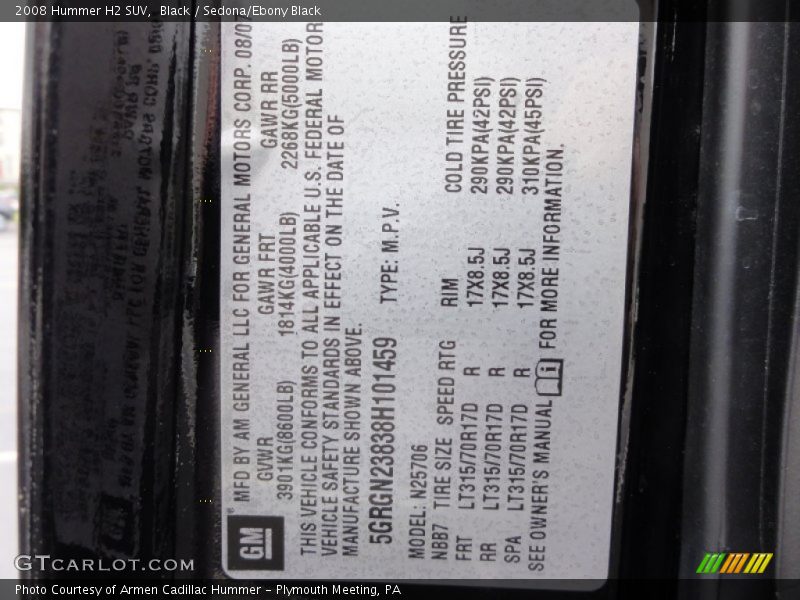 2008 Hummer H2 SUV,  Black / Sedona/Ebony Black
GM
MFD BY AM GENERAL LLC FOR GENERAL MOTORS CORP. 08/07
GVWR GAWR FRT GAWR RR
3901KG(8600LB) 1814KG(4000LB) 2268KG(5000LB)
THIS VEHICLE CONFORMS TO ALL APPLICABLE U.S. FEDERAL MOTOR
VEHICLE SAFETY STANDARDS IN EFFECT ON THE DATE OF
MANUFACTURE SHOWN ABOVE.
5GRGN23838H101459 TYPE: M.P.V.
MODEL: N25706
NBB7 TIRE SIZE SPEED RTG RIM COLD TIRE PRESSURE
FRT LT315/70R17D R 17X8.5J 290KPA(42PSI)
RR LT315/70R17D R 17X8.5J 290KPA(42PSI)
SPA LT315/70R17D R 17X8.5J 310KPA(45PSI)
SEE OWNER'S MANUAL FOR MORE INFORMATION.
GTcarlot.com
Photo Courtesy of Armen Cadillac Hummer – Plymouth Meeting, PA